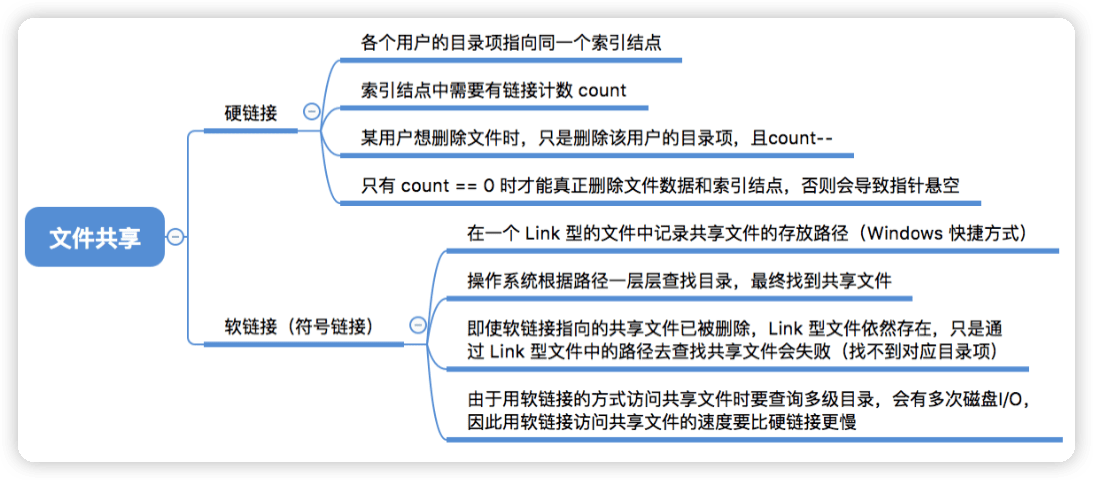 文件共享
硬链接
各个用户的目录项指向同一个索引结点
索引结点中需要有链接计数 count
某用户想删除文件时，只是删除该用户的目录项，且count--
只有 count == 0 时才能真正删除文件数据和索引结点，否则会导致指针悬空
软链接（符号链接）
在一个 Link 型的文件中记录共享文件的存放路径（Windows 快捷方式）
操作系统根据路径一层层查找目录，最终找到共享文件
即使软链接指向的共享文件已被删除，Link 型文件依然存在，只是通
过 Link 型文件中的路径去查找共享文件会失败（找不到对应目录项）
由于用软链接的方式访问共享文件时要查询多级目录，会有多次磁盘I/O，
因此用软链接访问共享文件的速度要比硬链接更慢